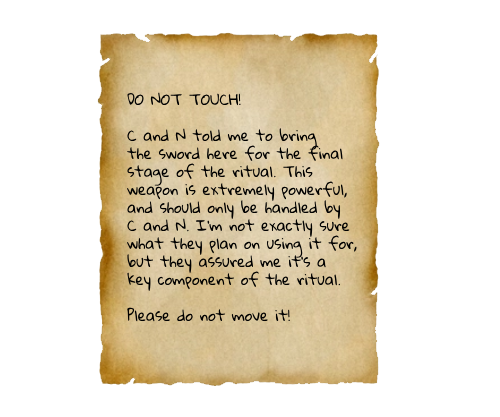 DO NOT TOUCH!
C and N told me to bring
the sword here for the final
stage of the ritual. This
weapon is extremely powerful,
and should only be handled by
C and N. I'm not exactly sure
what they plan on using it for,
but they assured me it's a
key component of the ritual.
Please do not move it!